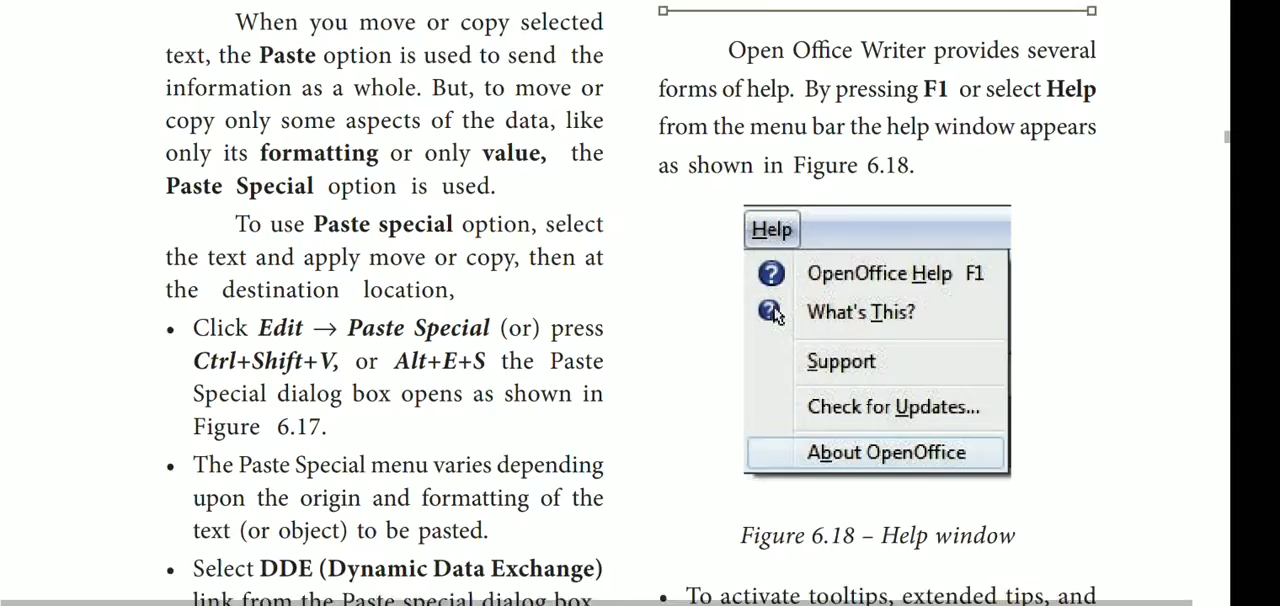 When you move or copy selected
text, the Paste option is used to send the
information as a whole. But, to move or
copy only some aspects of the data, like
only its formatting or only value, the
Paste Special option is used.
To use Paste special option, select
the text and apply move or copy, then at
the destination location,
• Click Edit → Paste Special (or) press
Ctrl+Shift+V, or Alt+E+S the Paste
Special dialog box opens as shown in
Figure 6.17.
• The Paste Special menu varies depending
upon the origin and formatting of the
text (or object) to be pasted.
• Select DDE (Dynamic Data Exchange)
link from the Paste special dialog box
Open Office Writer provides several
forms of help. By pressing F1 or select Help
from the menu bar the help window appears
as shown in Figure 6.18.
Help
OpenOffice Help F1
What's This?
Support
Check for Updates...
About OpenOffice
Figure 6.18 – Help window
• To activate tooltips, extended tips, and